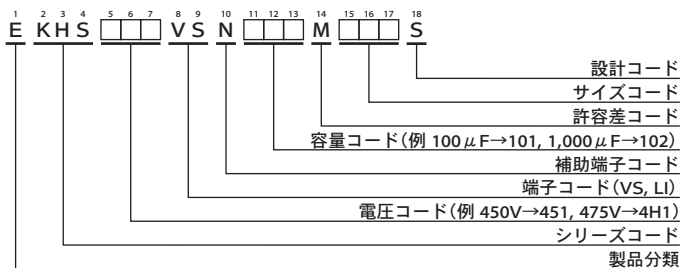 1 2 3 4 5 6 7 8 9 10 11 12 13 14 15 16 17 18
E KHS □□□ VS N □□□ M □□□ S
設計コード
サイズコード
許容差コード
容量コード(例 100μF→101, 1,000μF→102)
補助端子コード
端子コード(VS, LI)
電圧コード(例 450V→451, 475V→4H1)
シリーズコード
製品分類